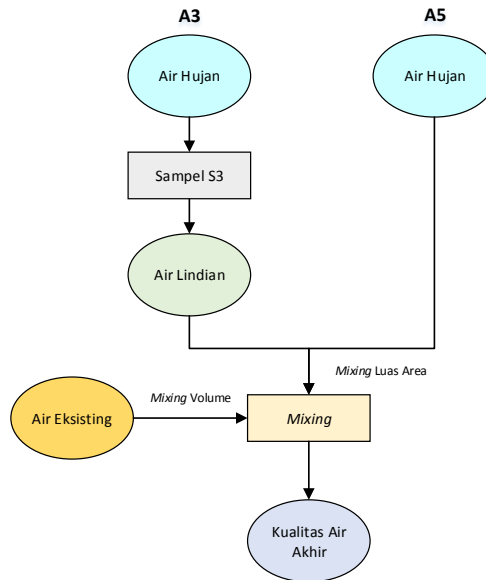 A3
A5
Air Hujan
Air Hujan
Sampel S3
Air Lindian
Mixing Luas Area
Mixing Volume
Air Eksisting
Mixing
Kualitas Air
Akhir